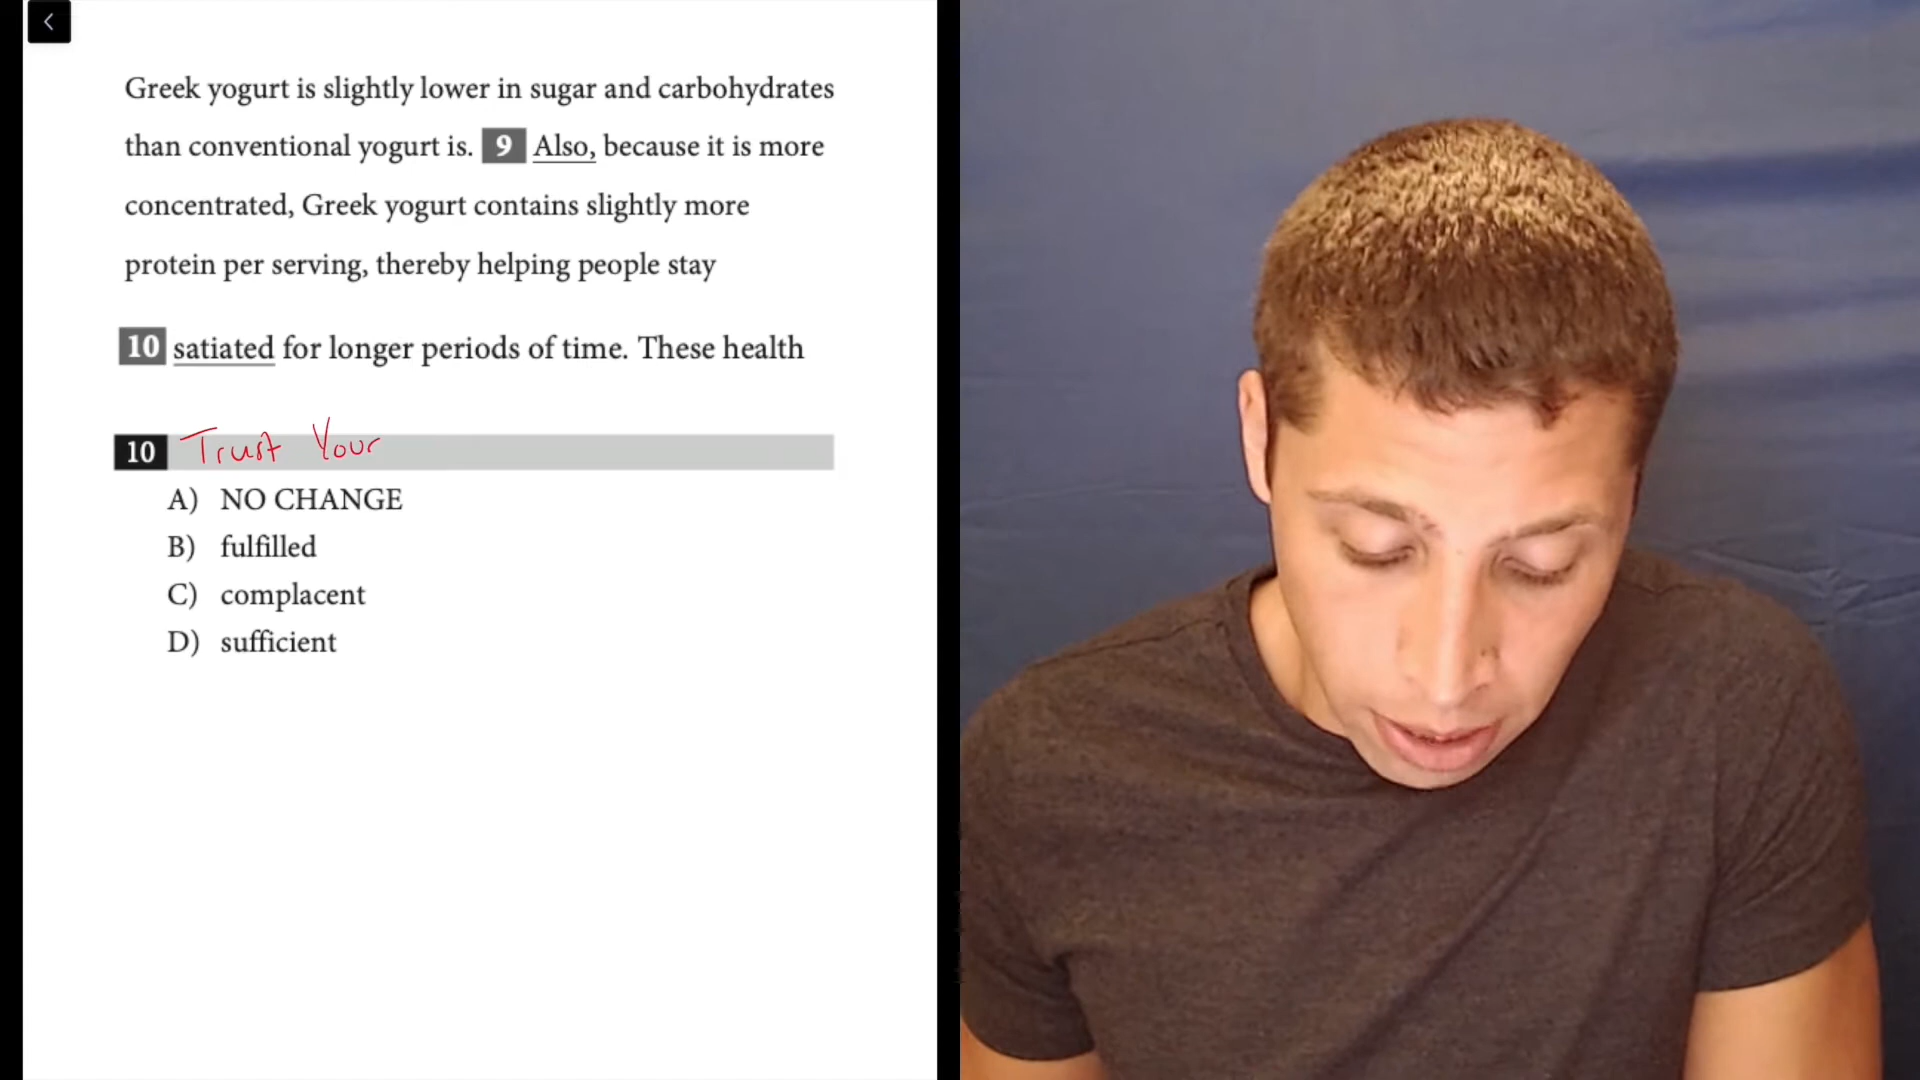 Greek yogurt is slightly lower in sugar and carbohydrates
than conventional yogurt is. 9 Also, because it is more
concentrated, Greek yogurt contains slightly more
protein per serving, thereby helping people stay
10 satiated for longer periods of time. These health
10 Trust Your
A) NO CHANGE
B) fulfilled
C) complacent
D) sufficient